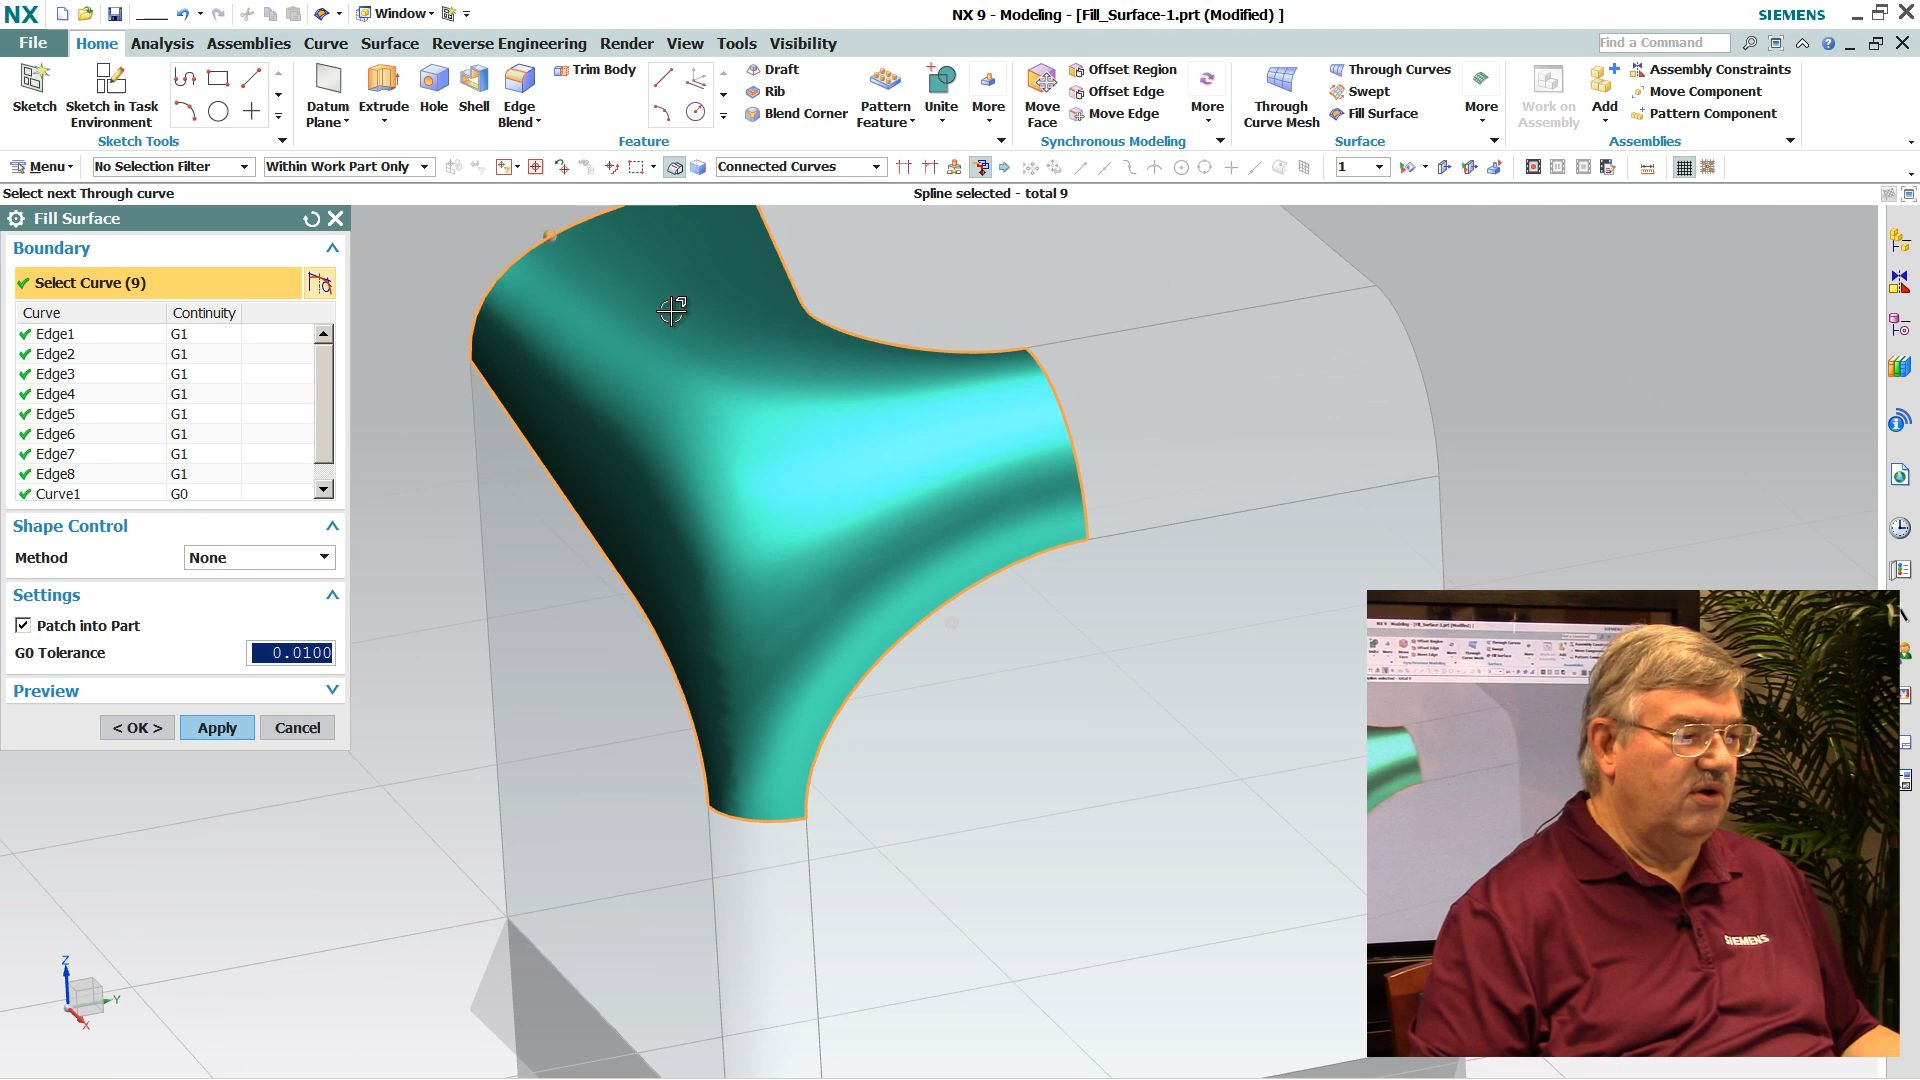 NX Window NX 9 - Modeling - [Fill_Surface-1.prt (Modified) ] SIEMENS
File Home Analysis Assemblies Curve Surface Reverse Engineering Render View Tools Visibility Find a Command
Sketch
Sketch in Task Environment
Datum Plane
Extrude
Hole
Shell
Edge Blend
Trim Body
Draft
Rib
Blend Corner
Pattern Feature
Unite
More
Move Face
Offset Region
Offset Edge
Move Edge
More
Through Curve Mesh
Through Curves
Swept
Fill Surface
More
Work on Assembly
Add
Assembly Constraints
Move Component
Pattern Component
Sketch Tools Feature Synchronous Modeling Surface Assemblies
Menu No Selection Filter Within Work Part Only Connected Curves 1
Select next Through curve Spline selected - total 9
Fill Surface
Boundary
Select Curve (9)
Curve Continuity
Edge1 G1
Edge2 G1
Edge3 G1
Edge4 G1
Edge5 G1
Edge6 G1
Edge7 G1
Edge8 G1
Curve1 G0
Shape Control
Method None
Settings
Patch into Part
G0 Tolerance 0.0100
Preview
< OK > Apply Cancel
Z
Y
X
SIEMENS